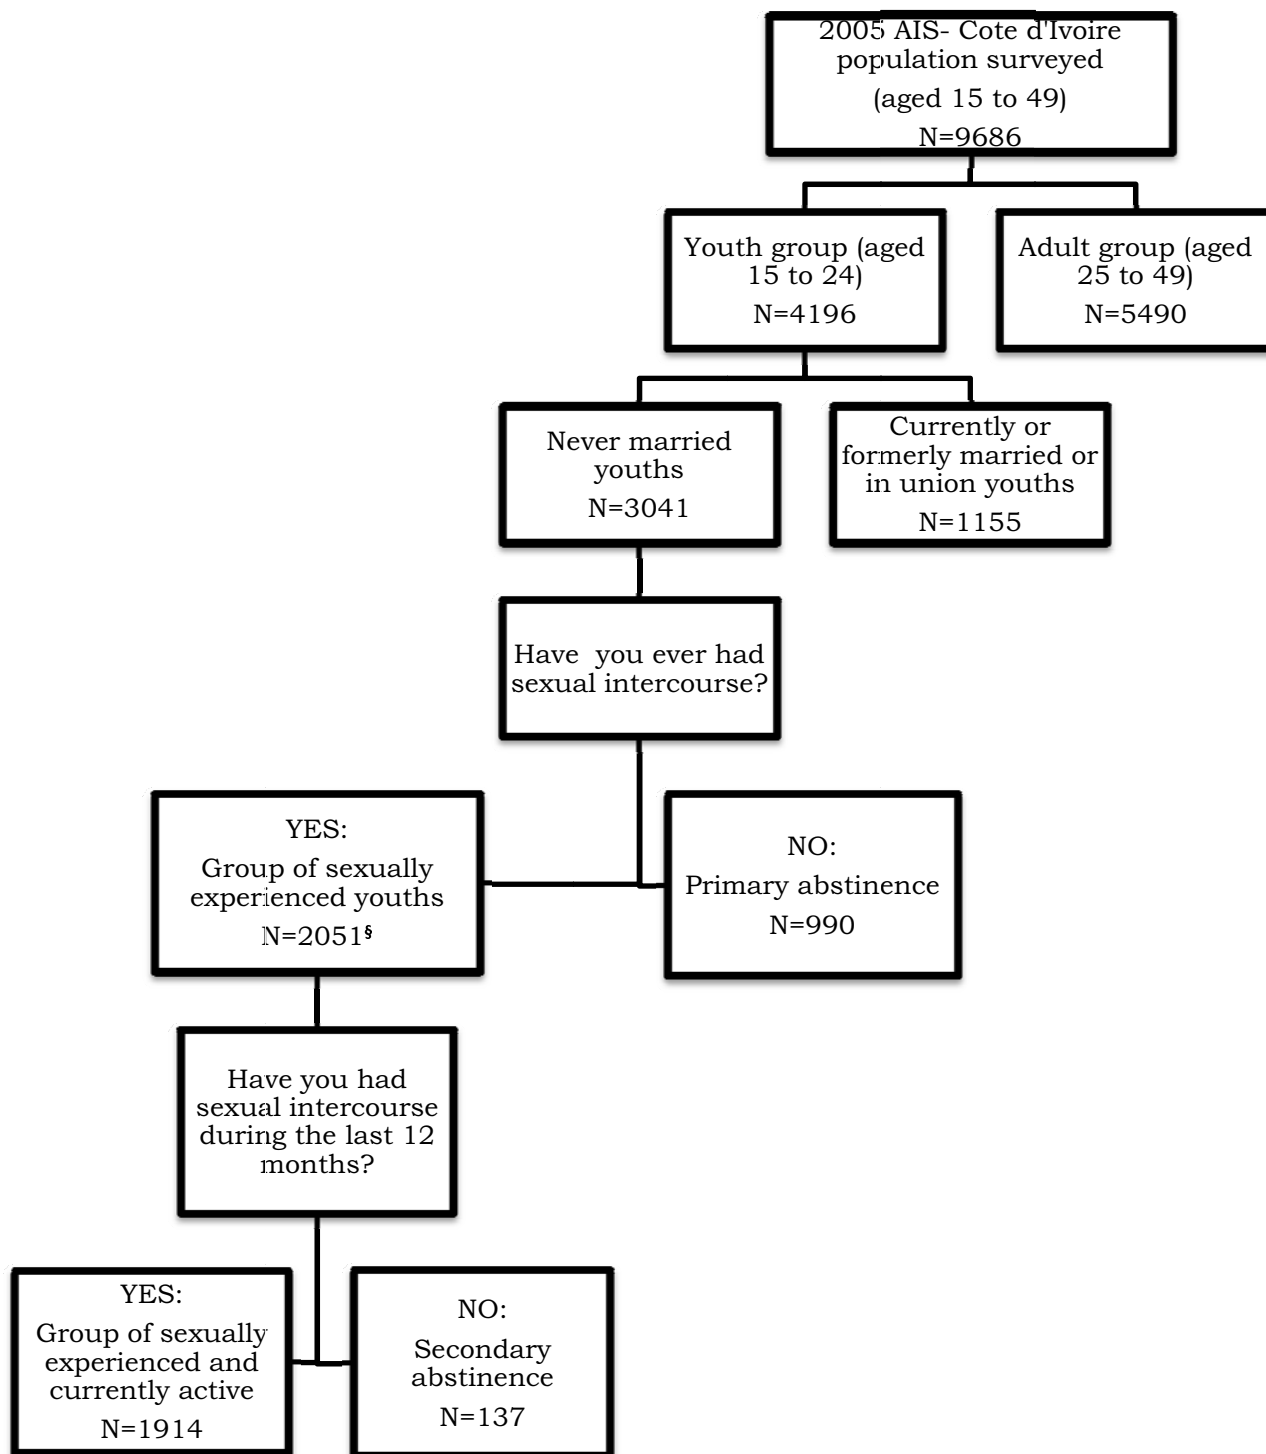 2005 AIS- Cote d'Ivoire
population surveyed
(aged 15 to 49)
N=9686
Youth group (aged
15 to 24)
N=4196
Adult group (aged
25 to 49)
N=5490
Never married
youths
N=3041
Currently or
formerly married or
in union youths
N=1155
Have you ever had
sexual intercourse?
YES:
Group of sexually
experienced youths
N=2051§
NO:
Primary abstinence
N=990
Have you had
sexual intercourse
during the last 12
months?
YES:
Group of sexually
experienced and
currently active
N=1914
NO:
Secondary
abstinence
N=137